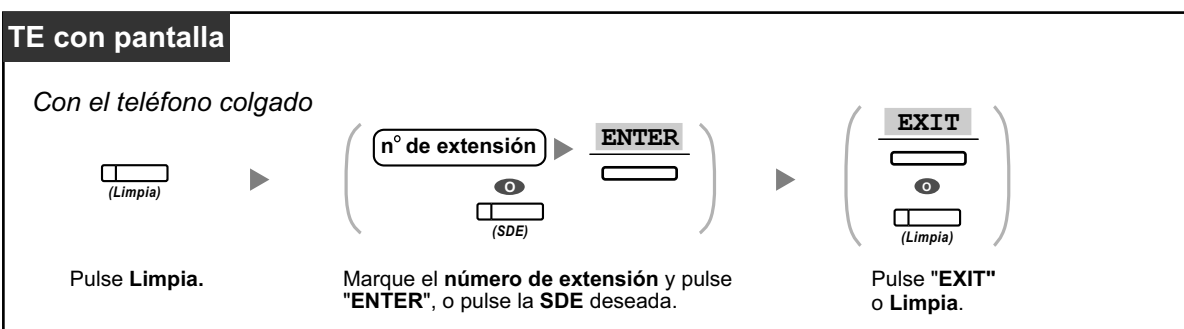 TE con pantalla
Con el teléfono colgado
(Limpia)
n° de extensión
ENTER
o
(SDE)
EXIT
o
(Limpia)
Pulse Limpia.
Marque el número de extensión y pulse
"ENTER", o pulse la SDE deseada.
Pulse "EXIT"
o Limpia.